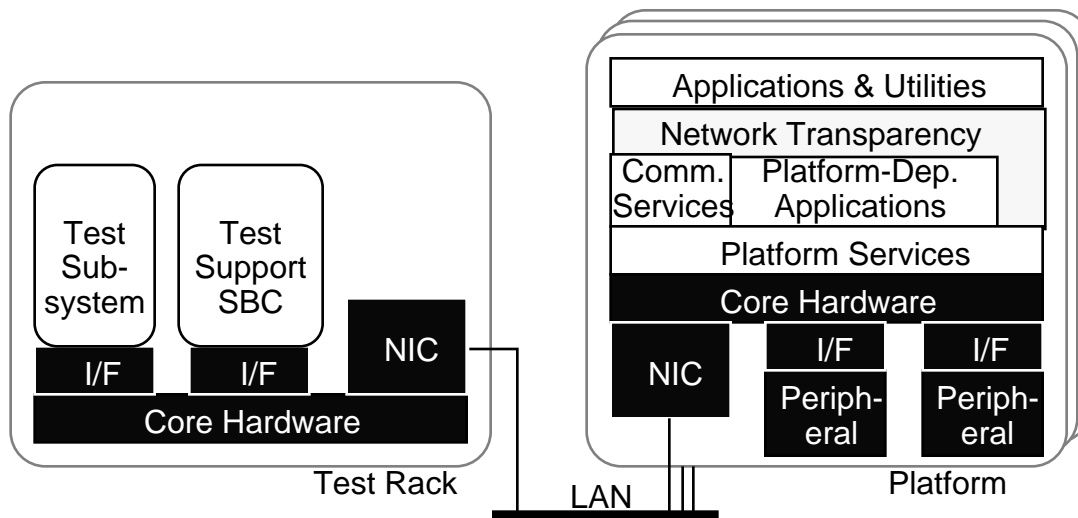 Applications & Utilities
Network Transparency
Comm.
Services
Platform-Dep.
Applications
Platform Services
Core Hardware
NIC
I/F
I/F
Periph-
eral
Periph-
eral
Platform
Test
Sub-
system
Test
Support
SBC
NIC
I/F
I/F
Core Hardware
Test Rack
LAN